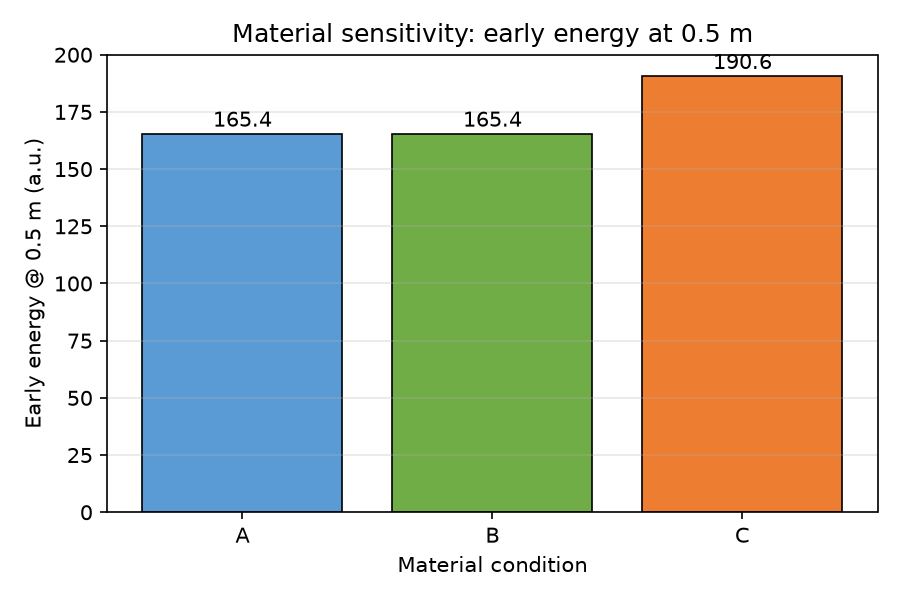 Material sensitivity: early energy at 0.5 m
200
175
150
125
100
75
50
25
0
Early energy @ 0.5 m (a.u.)
165.4
165.4
190.6
A
B
C
Material condition